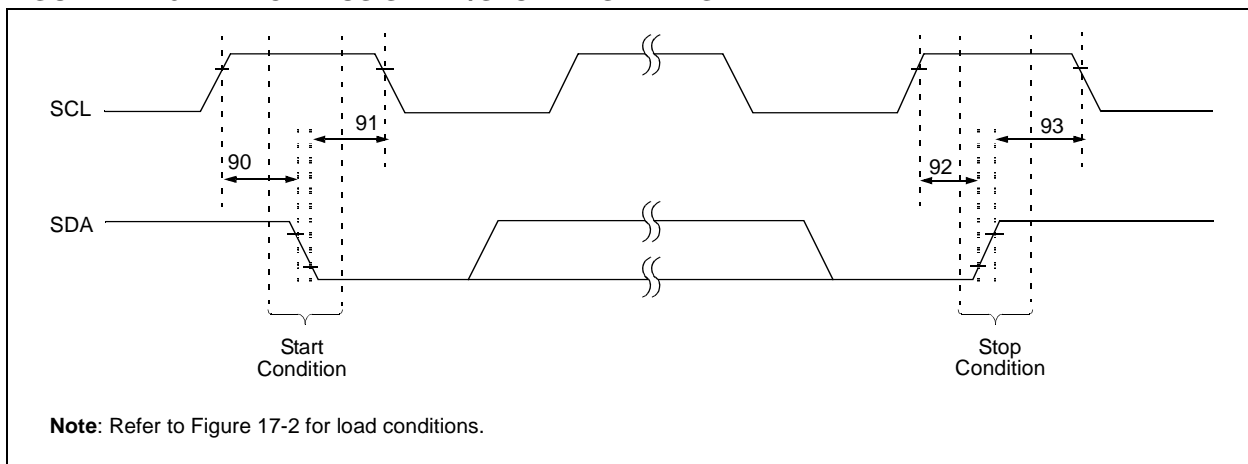 SCL
91
93
90
92
SDA
Start
Condition
Stop
Condition
Note: Refer to Figure 17-2 for load conditions.